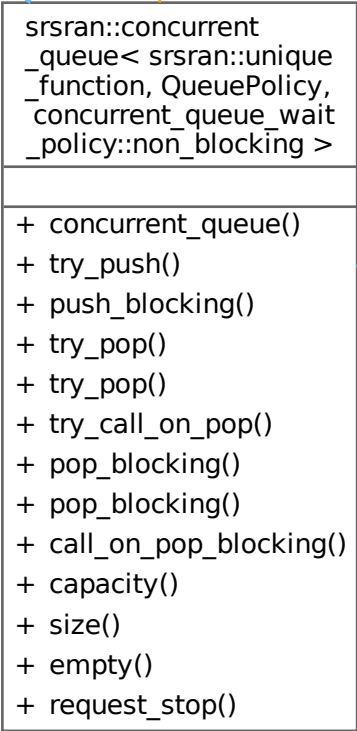 srsran::concurrent
_queue< srsran::unique
_function, QueuePolicy,
concurrent_queue_wait
_policy::non_blocking >
+ concurrent_queue()
+ try_push()
+ push_blocking()
+ try_pop()
+ try_pop()
+ try_call_on_pop()
+ pop_blocking()
+ pop_blocking()
+ call_on_pop_blocking()
+ capacity()
+ size()
+ empty()
+ request_stop()